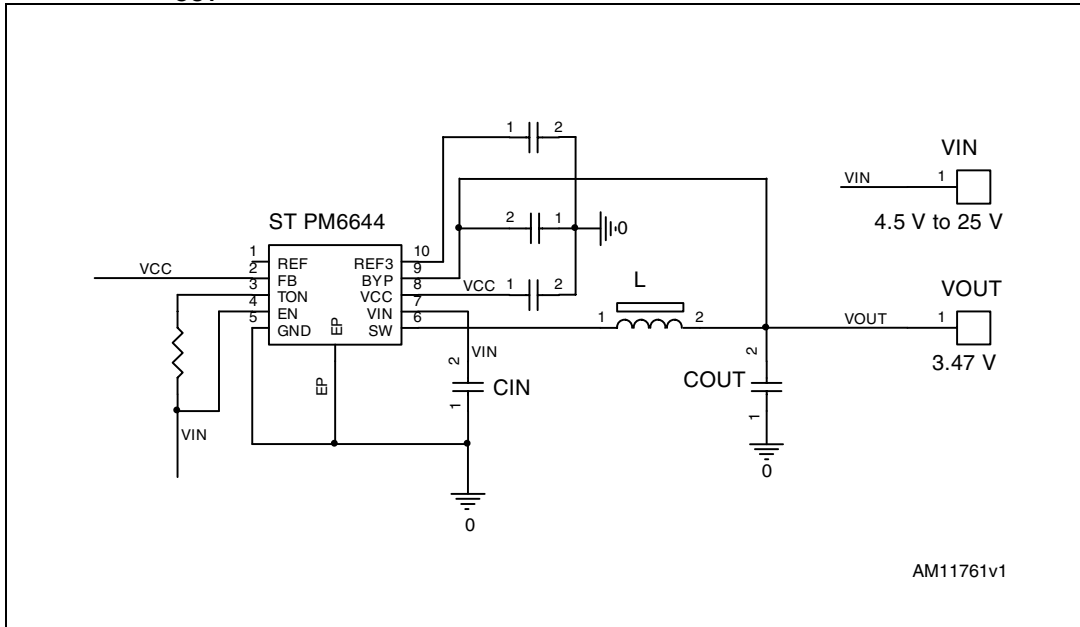 1 2
VIN
VIN 1
4.5 V to 25 V
ST PM6644
2 1 0
1 REF REF3 10
VCC 2 FB BYP 9
3 TON VCC 8 VCC 1 2
4 EN VIN 7
5 GND SW 6
EP
L
1 2
VOUT
VOUT 1
3.47 V
VIN
2
CIN
1
EP
COUT
2
1
0
VIN
0
AM11761v1